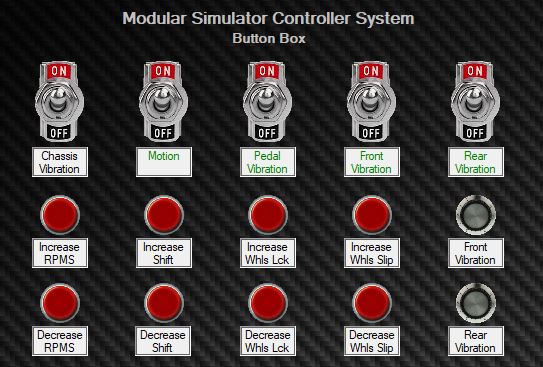 Modular Simulator Controller System
Button Box
ON ON ON ON ON
OFF OFF OFF OFF OFF
Chassis Vibration
Motion
Pedal Vibration
Front Vibration
Rear Vibration
Increase RPMS
Increase Shift
Increase Whls Lck
Increase Whls Slip
Front Vibration
Decrease RPMS
Decrease Shift
Decrease Whls Lck
Decrease Whls Slip
Rear Vibration